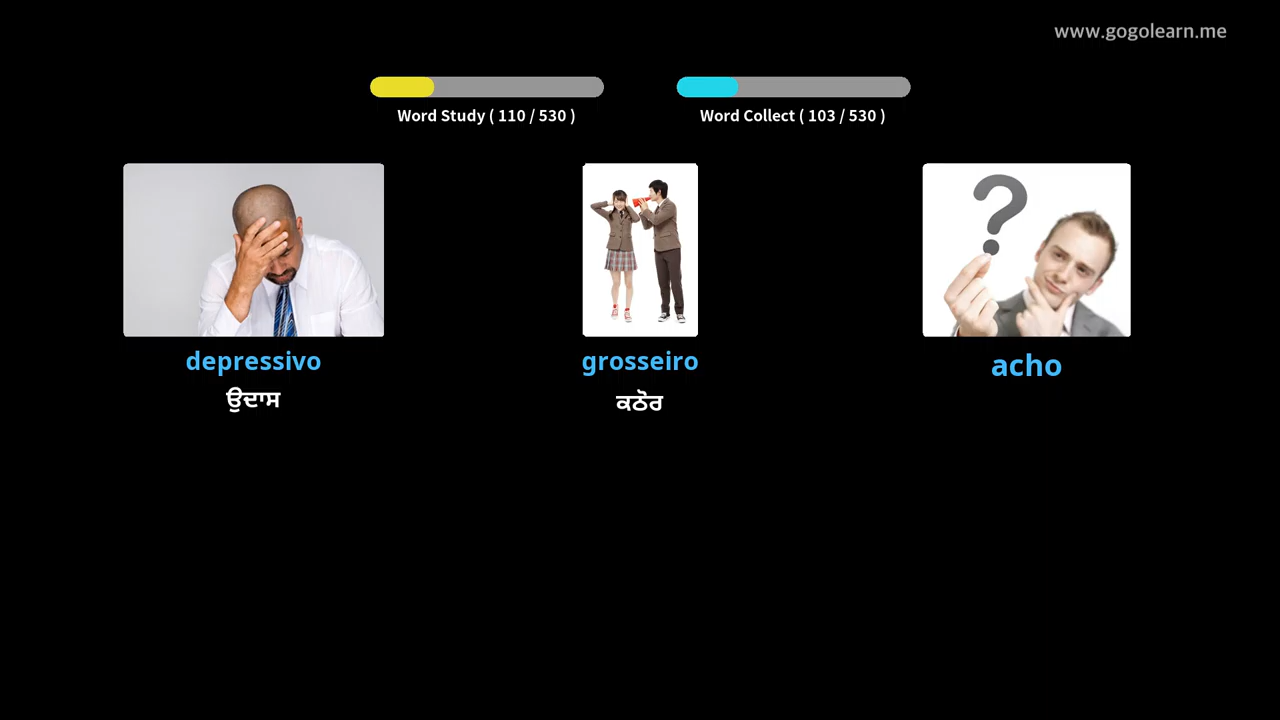 www.gogolearn.me
Word Study ( 110 / 530 )
Word Collect ( 103 / 530 )
depressivo
grosseiro
acho
ਉਦਾਸ
ਕਠੋਰ